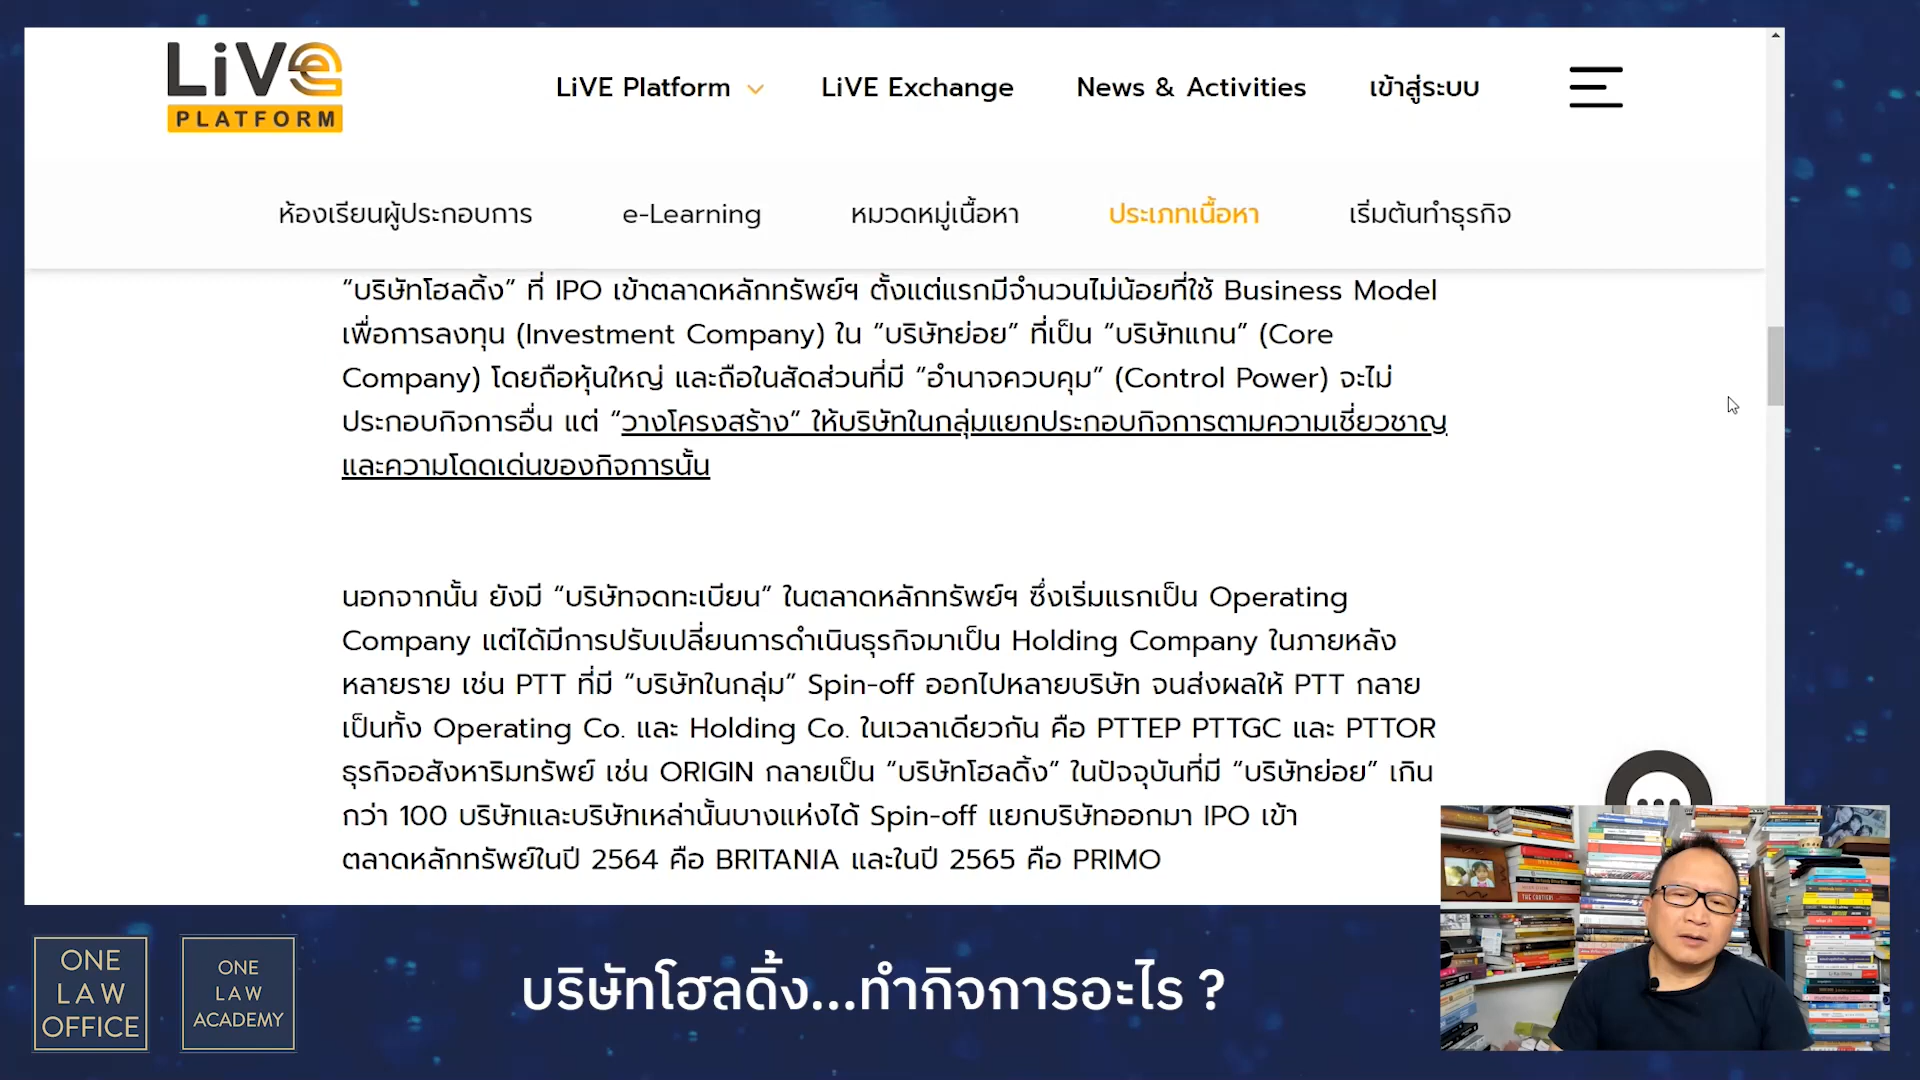 LiVe
PLATFORM
LiVE Platform
LiVE Exchange
News & Activities
เข้าสู่ระบบ
ห้องเรียนผู้ประกอบการ
e-Learning
หมวดหมู่เนื้อหา
ประเภทเนื้อหา
เริ่มต้นทำธุรกิจ
“บริษัทโฮลดิ้ง” ที่ IPO เข้าตลาดหลักทรัพย์ฯ ตั้งแต่แรกมีจำนวนไม่น้อยที่ใช้ Business Model
เพื่อการลงทุน (Investment Company) ใน “บริษัทย่อย” ที่เป็น “บริษัทแกน” (Core
Company) โดยถือหุ้นใหญ่ และถือในสัดส่วนที่มี “อำนาจควบคุม” (Control Power) จะไม่
ประกอบกิจการอื่น แต่ “วางโครงสร้าง” ให้บริษัทในกลุ่มแยกประกอบกิจการตามความเชี่ยวชาญ
และความโดดเด่นของกิจการนั้น
นอกจากนั้น ยังมี “บริษัทจดทะเบียน” ในตลาดหลักทรัพย์ฯ ซึ่งเริ่มแรกเป็น Operating
Company แต่ได้มีการปรับเปลี่ยนการดำเนินธุรกิจมาเป็น Holding Company ในภายหลัง
หลายราย เช่น PTT ที่มี “บริษัทในกลุ่ม” Spin-off ออกไปหลายบริษัท จนส่งผลให้ PTT กลาย
เป็นทั้ง Operating Co. และ Holding Co. ในเวลาเดียวกัน คือ PTTEP PTTGC และ PTTOR
ธุรกิจอสังหาริมทรัพย์ เช่น ORIGIN กลายเป็น “บริษัทโฮลดิ้ง” ในปัจจุบันที่มี “บริษัทย่อย” เกิน
กว่า 100 บริษัทและบริษัทเหล่านั้นบางแห่งได้ Spin-off แยกบริษัทออกมา IPO เข้า
ตลาดหลักทรัพย์ในปี 2564 คือ BRITANIA และในปี 2565 คือ PRIMO
ONE
LAW
OFFICE
ONE
LAW
ACADEMY
บริษัทโฮลดิ้ง...ทำกิจการอะไร ?